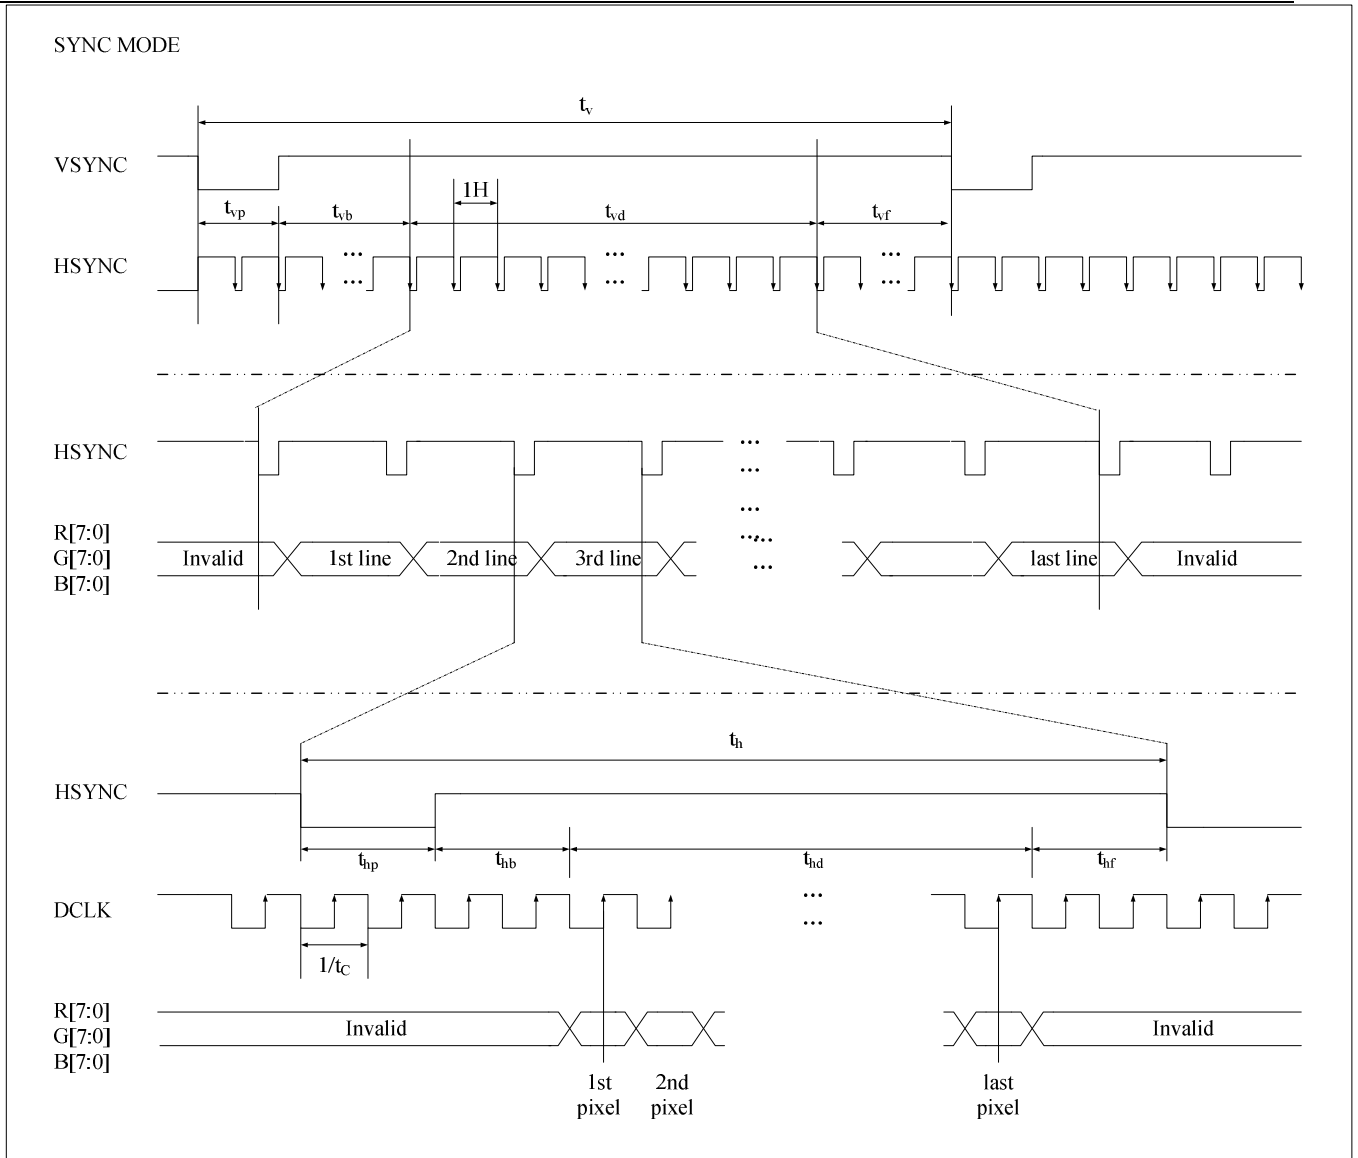 SYNC MODE
tv
VSYNC
1H
tvp
tvb
tvd
tvf
... ... ...
HSYNC
... ... ...
HSYNC
...
...
...
R[7:0]
G[7:0]
B[7:0]
Invalid
1st line
2nd line
3rd line
...
...
...
last line
Invalid
th
HSYNC
thp
thb
thd
thf
DCLK
...
...
1/tC
R[7:0]
G[7:0]
B[7:0]
Invalid
Invalid
1st
pixel
2nd
pixel
last
pixel